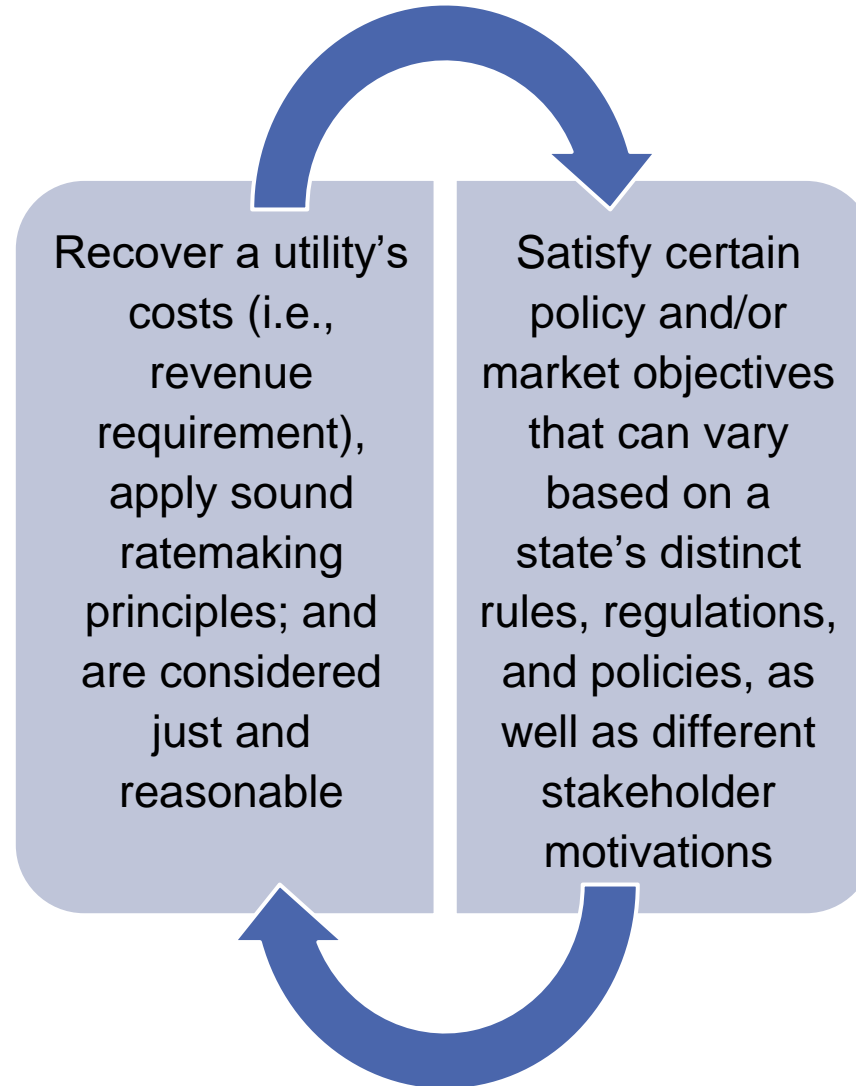 Recover a utility’s
costs (i.e.,
revenue
requirement),
apply sound
ratemaking
principles; and
are considered
just and
reasonable
Satisfy certain
policy and/or
market objectives
that can vary
based on a
state’s distinct
rules, regulations,
and policies, as
well as different
stakeholder
motivations